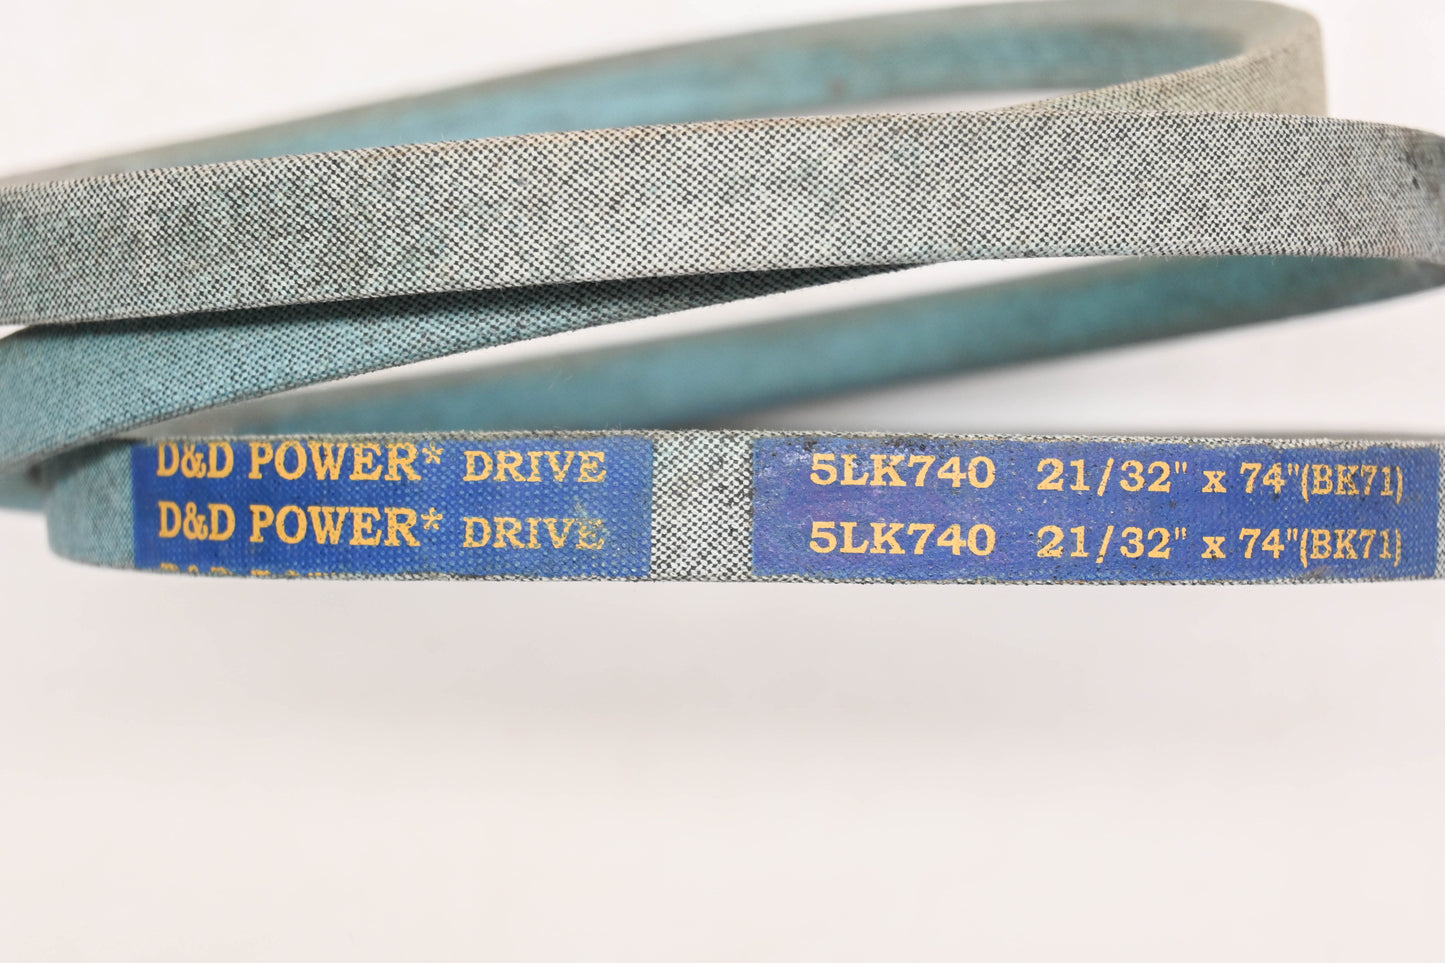 D&D POWER* DRIVE
D&D POWER* DRIVE
5LK740 21/32" x 74"(BK71)
5LK740 21/32" x 74"(BK71)